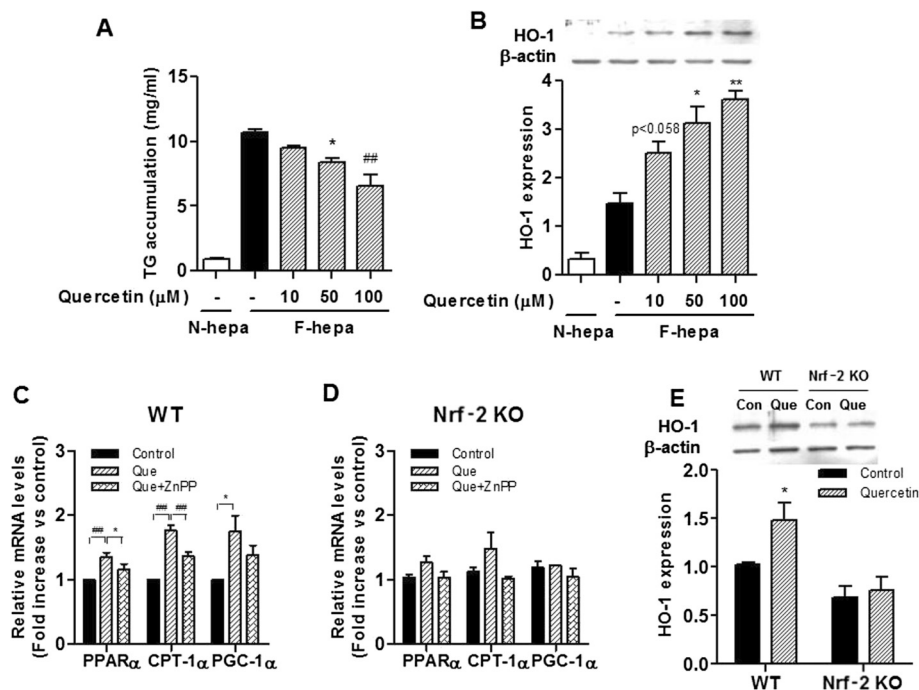 A
TG accumulation (mg/ml)
15
10
5
0
*
##
Quercetin (μM) - - 10 50 100
N-hepa F-hepa
B
HO-1
β-actin
HO-1 expression
4
3
2
1
0
p<0.058
*
**
Quercetin (μM) - - 10 50 100
N-hepa F-hepa
C
WT
Relative mRNA levels
(Fold increase vs control)
3
2
1
0
Control
Que
Que+ZnPP
## *
## ##
*
PPARα CPT-1α PGC-1α
D
Nrf-2 KO
Relative mRNA levels
(Fold increase vs control)
3
2
1
0
Control
Que
Que+ZnPP
PPARα CPT-1α PGC-1α
E
WT Nrf-2 KO
Con Que Con Que
HO-1
β-actin
HO-1 expression
2.0
1.5
1.0
0.5
0.0
Control
Quercetin
*
WT Nrf-2 KO